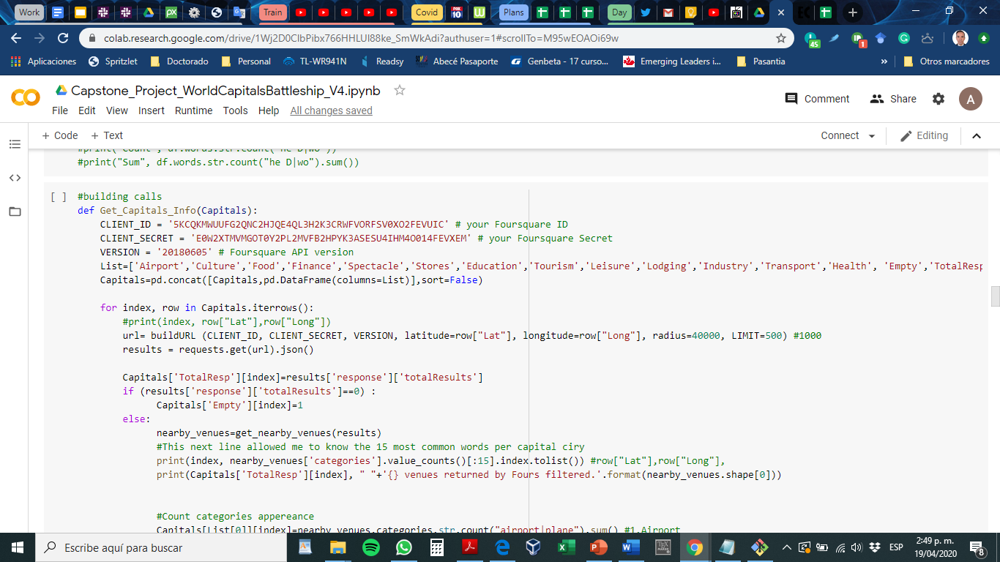 Work Train Covid FOX 10 Plans Day
colab.research.google.com/drive/1Wj2D0CIbPibx766HHLUl88ke_SmWkAdi?authuser=1#scrollTo=M95wEOAOi69w 45 1
Aplicaciones Spritzlet Doctorado Personal TL-WR941N Readsy Abecé Pasaporte Genbeta - 17 curso... Emerging Leaders i... Pasantia » Otros marcadores
Capstone_Project_WorldCapitalsBattleship_V4.ipynb
Comment Share A
File Edit View Insert Runtime Tools Help All changes saved
+ Code + Text Connect Editing
#print("Count", df.words.str.count("he D|wo"))
#print("Sum", df.words.str.count("he D|wo").sum())
[ ] #building calls
def Get_Capitals_Info(Capitals):
CLIENT_ID = '5KCQKMWUUFG2QNC2HJQE4QL3H2K3CRWFVORFSV0XO2FEVUIC' # your Foursquare ID
CLIENT_SECRET = 'E0W2XTMVMGOT0Y2PL2MVFB2HPYK3ASESU4IHM4O014FEVXEM' # your Foursquare Secret
VERSION = '20180605' # Foursquare API version
List=['Airport','Culture','Food','Finance','Spectacle','Stores','Education','Tourism','Leisure','Lodging','Industry','Transport','Health', 'Empty','TotalResp
Capitals=pd.concat([Capitals,pd.DataFrame(columns=List)],sort=False)
for index, row in Capitals.iterrows():
#print(index, row["Lat"],row["Long"])
url= buildURL (CLIENT_ID, CLIENT_SECRET, VERSION, latitude=row["Lat"], longitude=row["Long"], radius=40000, LIMIT=500) #1000
results = requests.get(url).json()
Capitals['TotalResp'][index]=results['response']['totalResults']
if (results['response']['totalResults']==0) :
Capitals['Empty'][index]=1
else:
nearby_venues=get_nearby_venues(results)
#This next line allowed me to know the 15 most common words per capital ciry
print(index, nearby_venues['categories'].value_counts()[:15].index.tolist()) #row["Lat"],row["Long"],
print(Capitals['TotalResp'][index], " "+'{} venues returned by Fours filtered.'.format(nearby_venues.shape[0]))
#Count categories appereance
Capitals[List[0]][index]=nearby_venues.categories.str.count("airport|plane").sum() #1.Airport
Escribe aquí para buscar
ESP
2:49 p. m.
19/04/2020
8